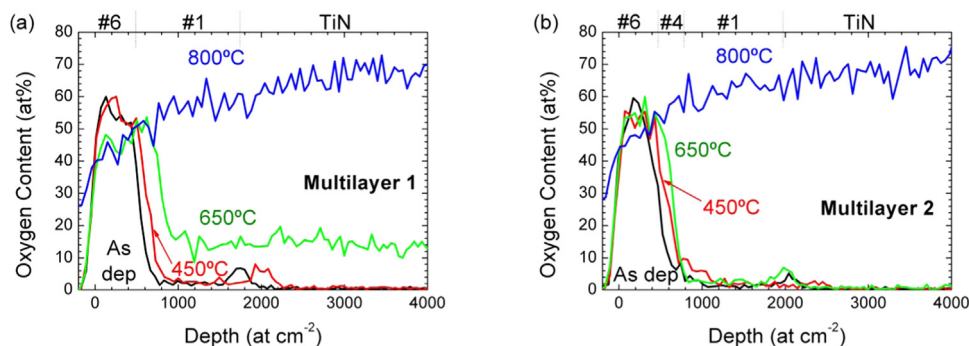 (a) #6 #1 TiN
80
70
60
50
40
30
20
10
0
Oxygen Content (at%)
800ºC
Multilayer 1
650ºC
As
dep
450ºC
0 1000 2000 3000 4000
Depth (at cm-2)
(b) #6 #4 #1 TiN
80
70
60
50
40
30
20
10
0
Oxygen Content (at%)
800ºC
650ºC
450ºC
Multilayer 2
As dep
0 1000 2000 3000 4000
Depth (at cm-2)